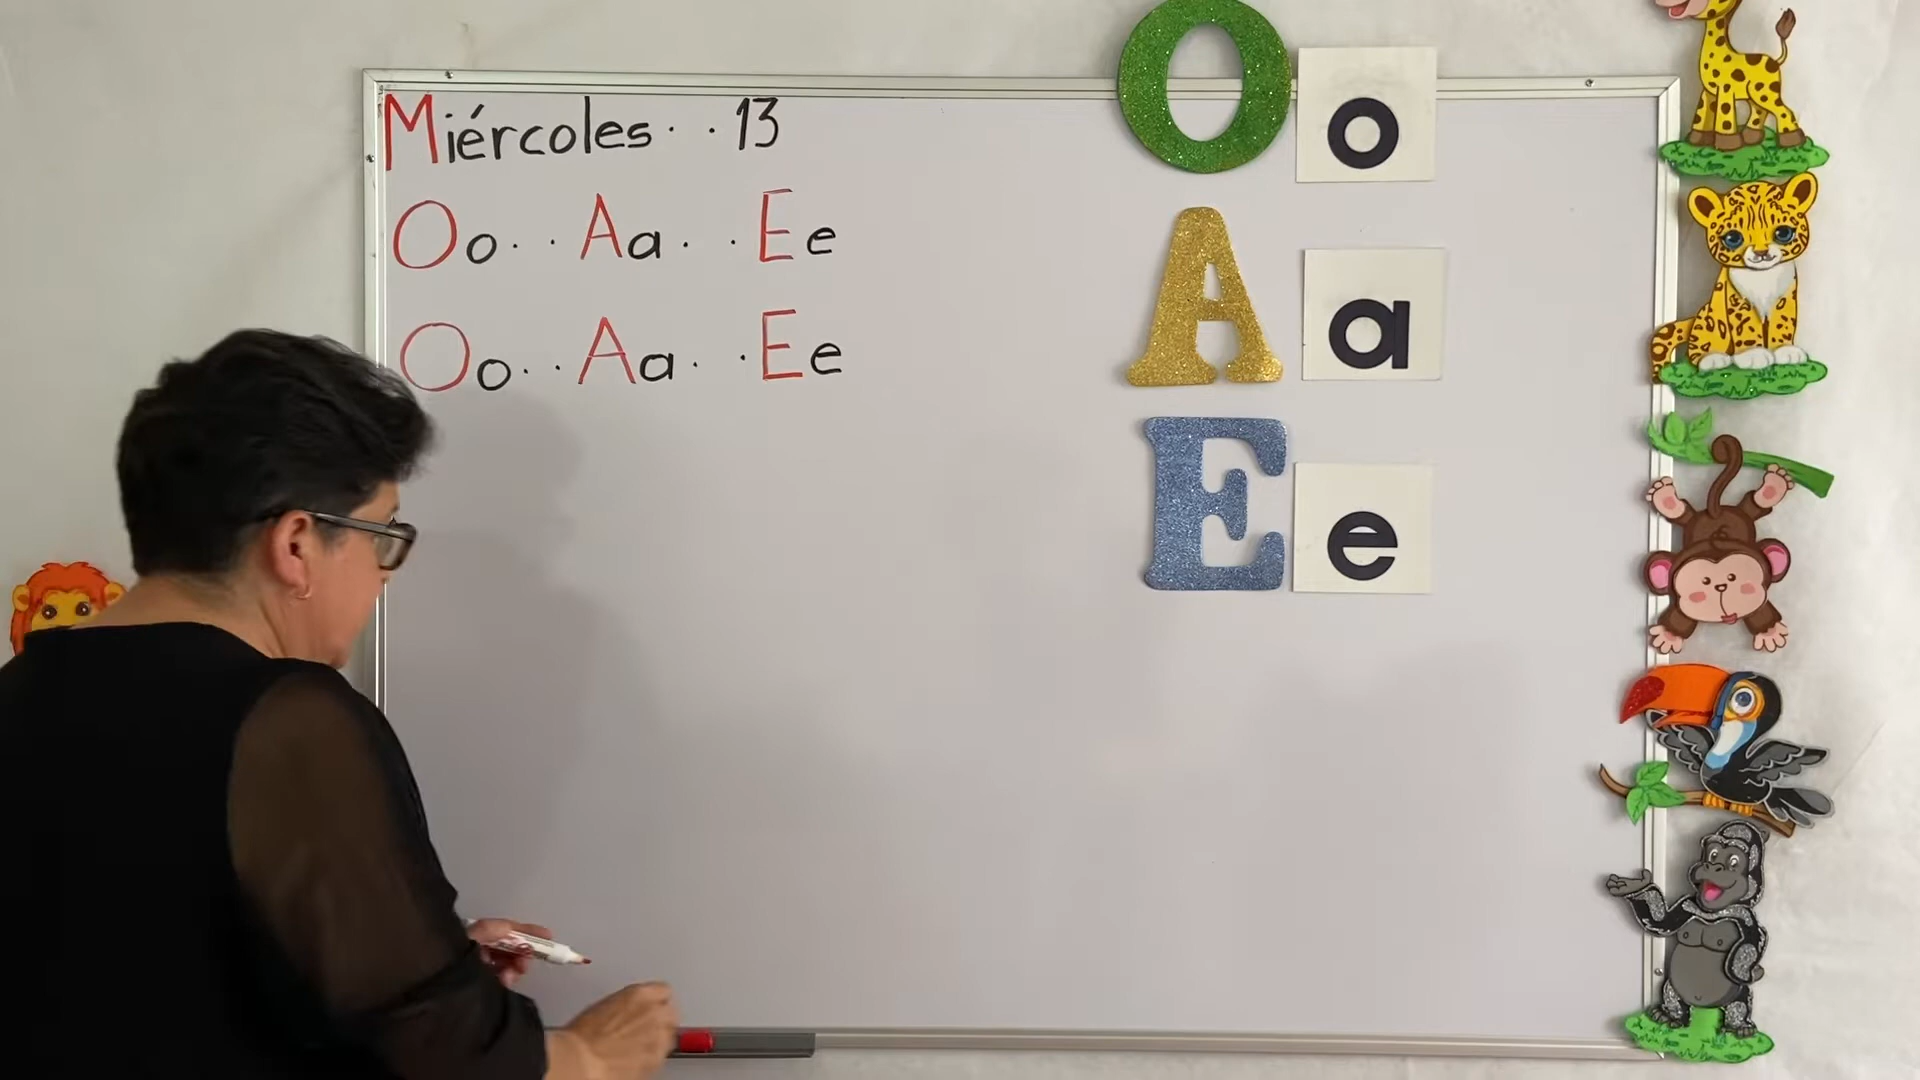 Miércoles · · 13
Oo · · Aa · · Ee
Oo · · Aa · · Ee
O o
A a
E e